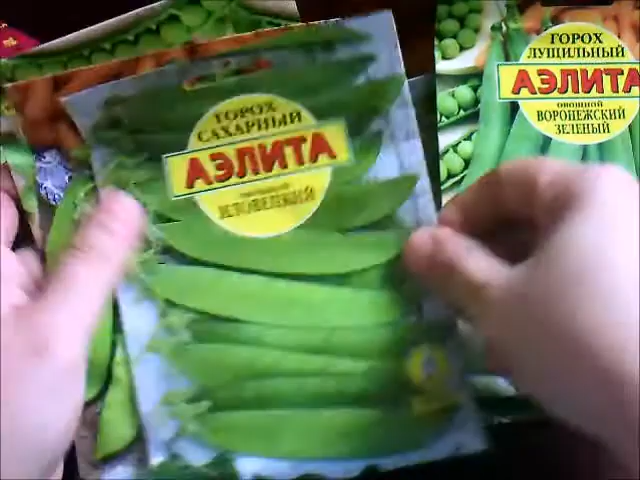 ГОРОХ
САХАРНЫЙ
АЭЛИТА
ГОРОХ
ЛУЩИЛЬНЫЙ
АЭЛИТА
овощной
ВОРОНЕЖСКИЙ
ЗЕЛЕНЫЙ